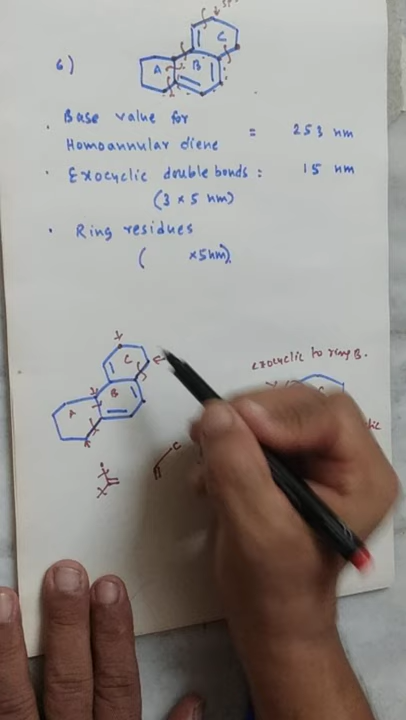 6)
C
A
B
Base value for = 253 nm
Homoannular diene
Exocyclic double bonds : 15 nm
(3 x 5 nm)
Ring residues
( x5nm)
exocyclic to ring B.
C
B
A
C